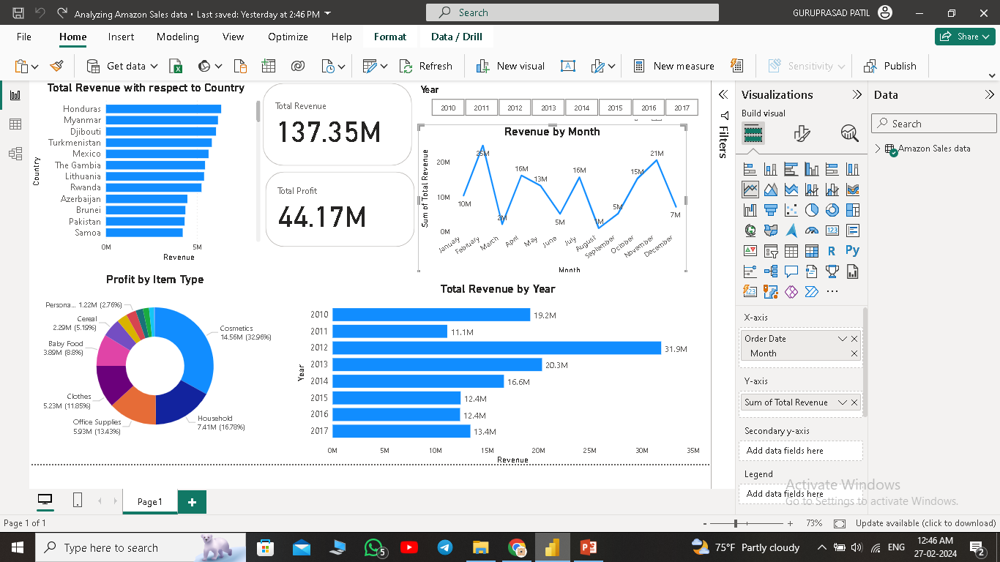 Analyzing Amazon Sales data • Last saved: Yesterday at 2:46 PM
Search
GURUPRASAD PATIL
File Home Insert Modeling View Optimize Help Format Data / Drill
Share
Get data
Refresh
New visual
New measure
Sensitivity
Publish
Total Revenue with respect to Country
Country
Honduras
Myanmar
Djibouti
Turkmenistan
Mexico
The Gambia
Lithuania
Rwanda
Azerbaijan
Brunei
Pakistan
Samoa
0M 5M
Revenue
Total Revenue
137.35M
Total Profit
44.17M
Year
2010 2011 2012 2013 2014 2015 2016 2017
Revenue by Month
Sum of Total Revenue
20M
10M
0M
10M 25M 2M 16M 13M 5M 16M 1M 5M 15M 21M 7M
January February March April May June July August September October November December
Month
Profit by Item Type
Persona... 1.22M (2.76%)
Cereal
2.29M (5.19%)
Baby Food
3.89M (8.8%)
Clothes
5.23M (11.85%)
Office Supplies
5.93M (13.43%)
Household
7.41M (16.78%)
Cosmetics
14.56M (32.96%)
Total Revenue by Year
Year
2010 19.2M
2011 11.1M
2012 31.9M
2013 20.3M
2014 16.6M
2015 12.4M
2016 12.4M
2017 13.4M
0M 5M 10M 15M 20M 25M 30M 35M
Revenue
Filters
Visualizations
Build visual
123
R
Py
123
X-axis
Order Date
Month
Y-axis
Sum of Total Revenue
Secondary y-axis
Add data fields here
Legend
Add data fields here
Data
Search
Amazon Sales data
Activate Windows
Go to Settings to activate Windows.
Page 1
Page 1 of 1
- + 73%
Update available (click to download)
Type here to search
5
75°F Partly cloudy
ENG
12:46 AM
27-02-2024
2